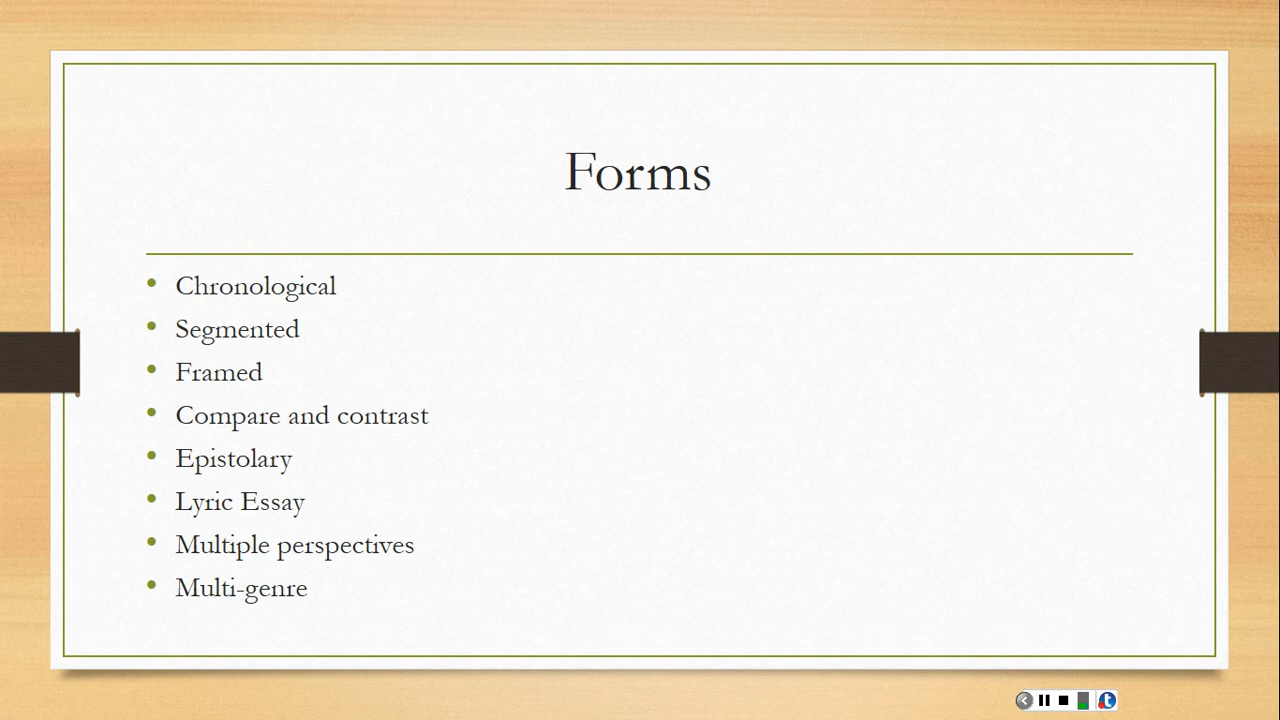 Forms
Chronological
Segmented
Framed
Compare and contrast
Epistolary
Lyric Essay
Multiple perspectives
Multi-genre